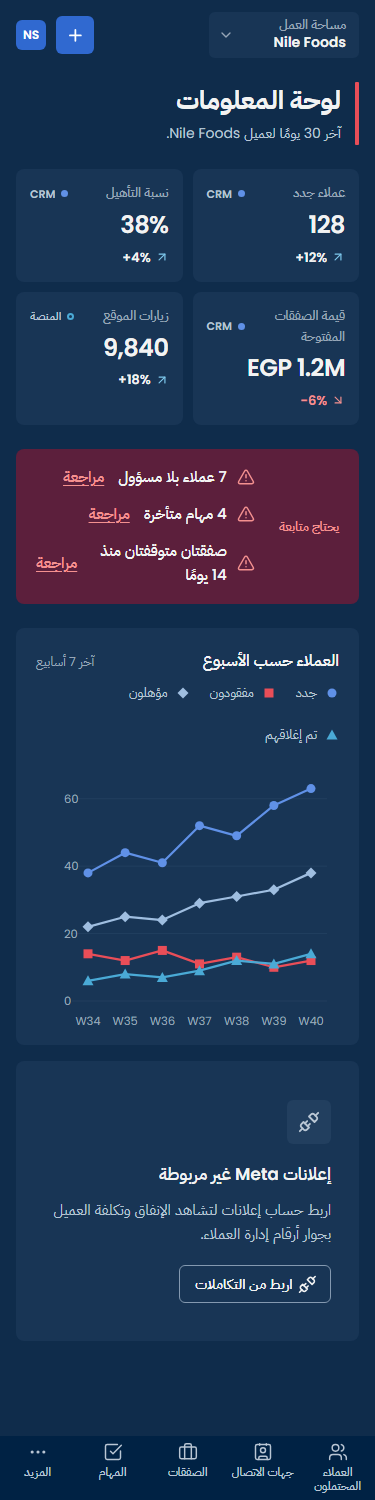 مساحة العمل
Nile Foods
NS
لوحة المعلومات
آخر 30 يومًا لعميل Nile Foods.
عملاء جدد
CRM
128
+12%
نسبة التأهيل
CRM
38%
+4%
قيمة الصفقات المفتوحة
CRM
EGP 1.2M
-6%
زيارات الموقع
المنصة
9,840
+18%
يحتاج متابعة
7 عملاء بلا مسؤول
مراجعة
4 مهام متأخرة
مراجعة
صفقتان متوقفتان منذ
14 يومًا
مراجعة
العملاء حسب الأسبوع
آخر 7 أسابيع
جدد
مفقودون
مؤهلون
تم إغلاقهم
60
40
20
0
W34 W35 W36 W37 W38 W39 W40
إعلانات Meta غير مربوطة
اربط حساب إعلانات لتشاهد الإنفاق وتكلفة العميل
بجوار أرقام إدارة العملاء.
اربط من التكاملات
العملاء المحتملون
جهات الاتصال
الصفقات
المهام
المزيد